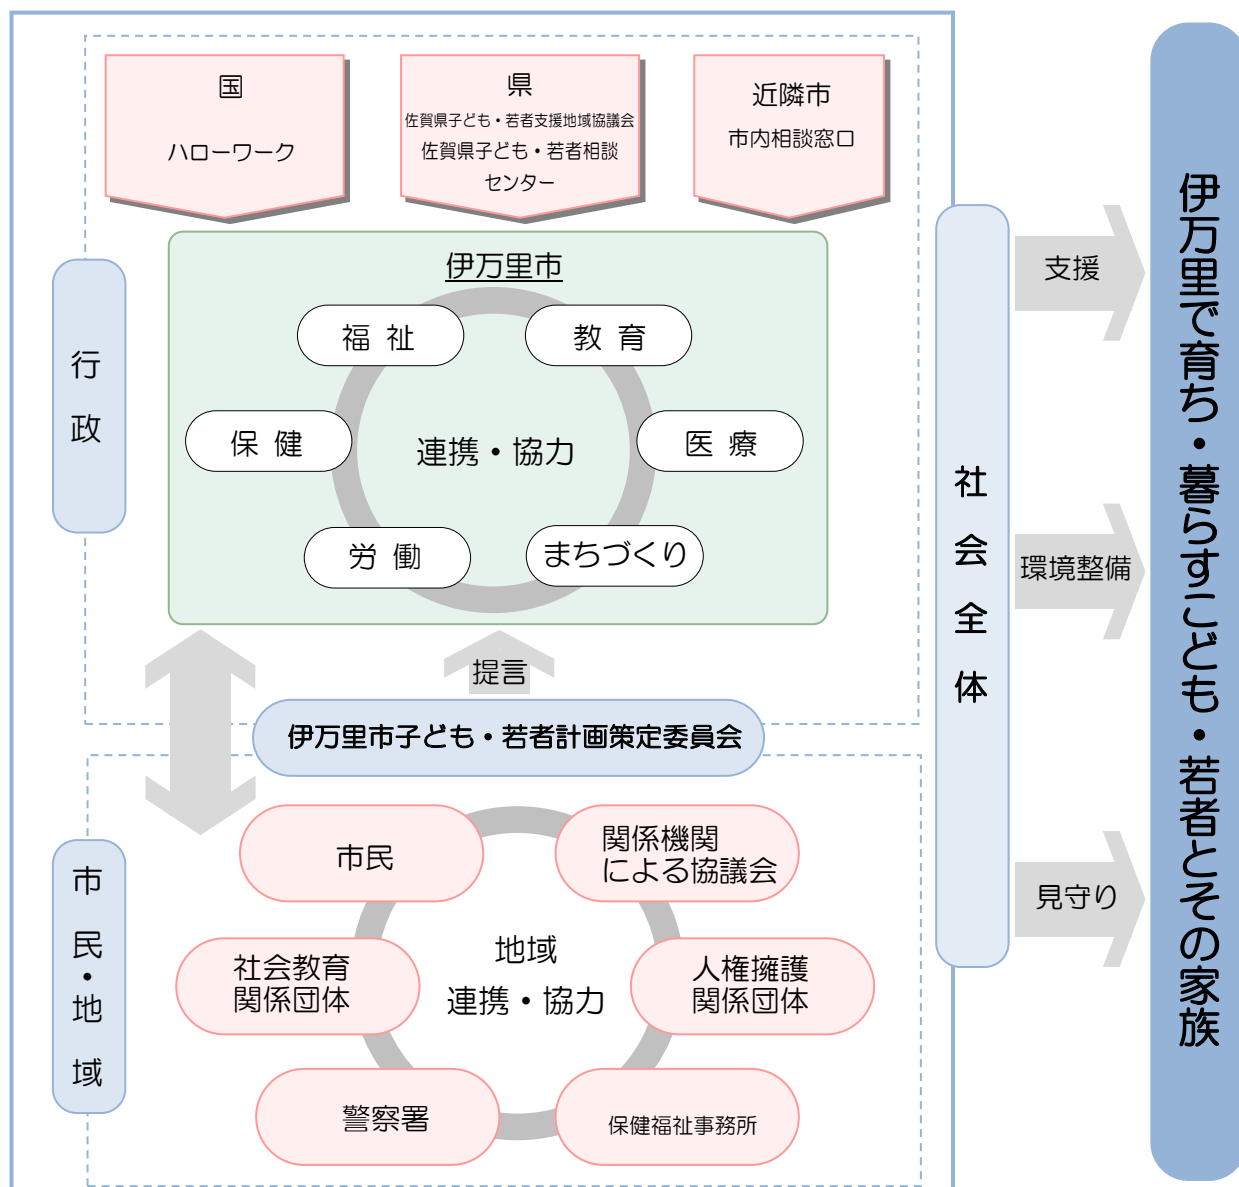 国
ハローワーク
県
佐賀県子ども・若者支援地域協議会
佐賀県子ども・若者相談
センター
近隣市
市内相談窓口
行政
伊万里市
福祉
教育
保健
連携・協力
医療
労働
まちづくり
提言
伊万里市子ども・若者計画策定委員会
市民・地域
市民
関係機関
による協議会
社会教育
関係団体
地域
連携・協力
人権擁護
関係団体
警察署
保健福祉事務所
社会全体
支援
環境整備
見守り
伊万里で育ち・暮らすこども・若者とその家族